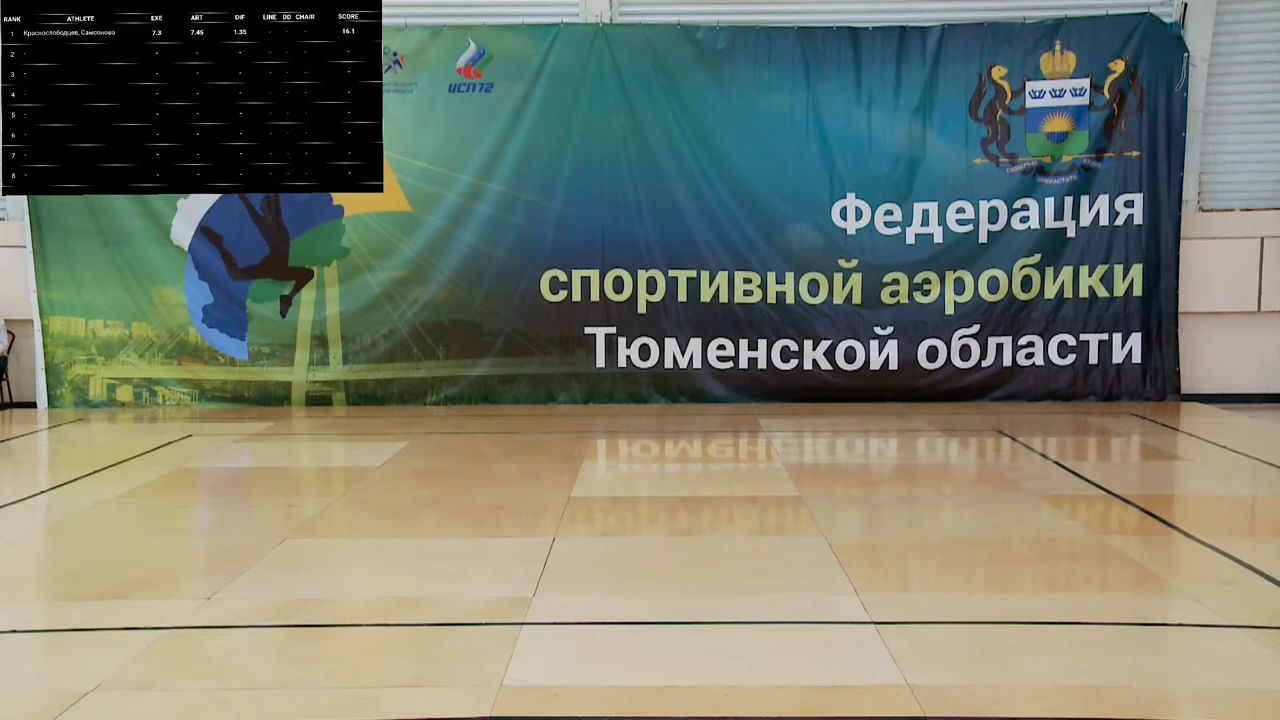 RANK ATHLETE EXE ART DIF LINE DD CHAIR SCORE
1 Краснослободцев, Самсонова 7.3 7.45 1.35 16.1
2 - - - - -
3 - - - - -
4 - - - - -
5 - - - - -
6 - - - - -
7 - - - - -
8 - - - - -
ЦСП72
Федерация
спортивной аэробики
Тюменской области